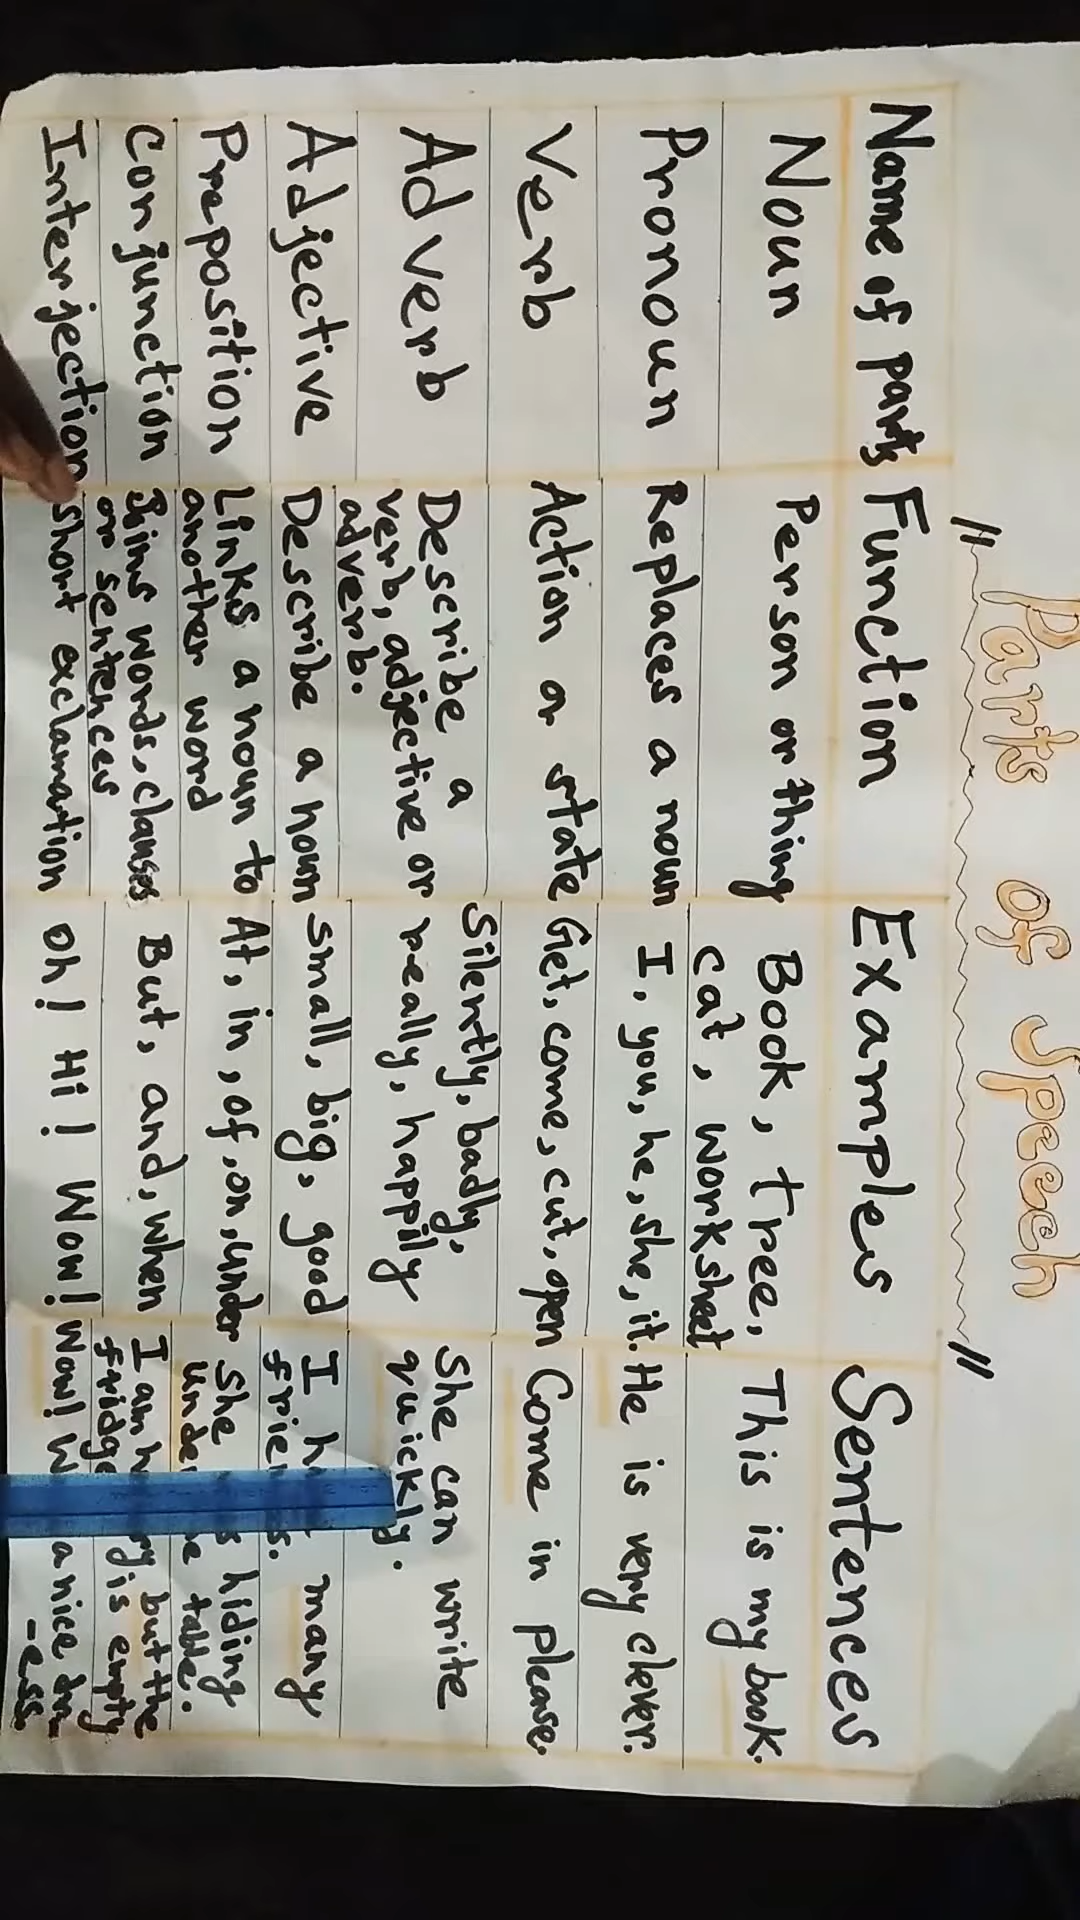 "Parts of Speech"
Name of parts Function Examples Sentences
Noun Person or thing Book, tree, This is my book.
cat, worksheet
Pronoun Replaces a noun I, you, he, she, it. He is very clever.
Verb Action or state Get, come, cut, open Come in please.
Adverb Describe a Silently, badly, She can write
verb, adjective or really, happily quickly.
adverb.
Adjective Describe a noun small, big, good I many
friends.
Preposition Links a noun to At, in, of, on, under She hiding
another word table.
Conjunction Joins words, clauses But, and, when I am but the
or sentences fridge is empty
Interjection Short exclamation Oh! Hi! Wow! Wow! a nice dr-
-ess.